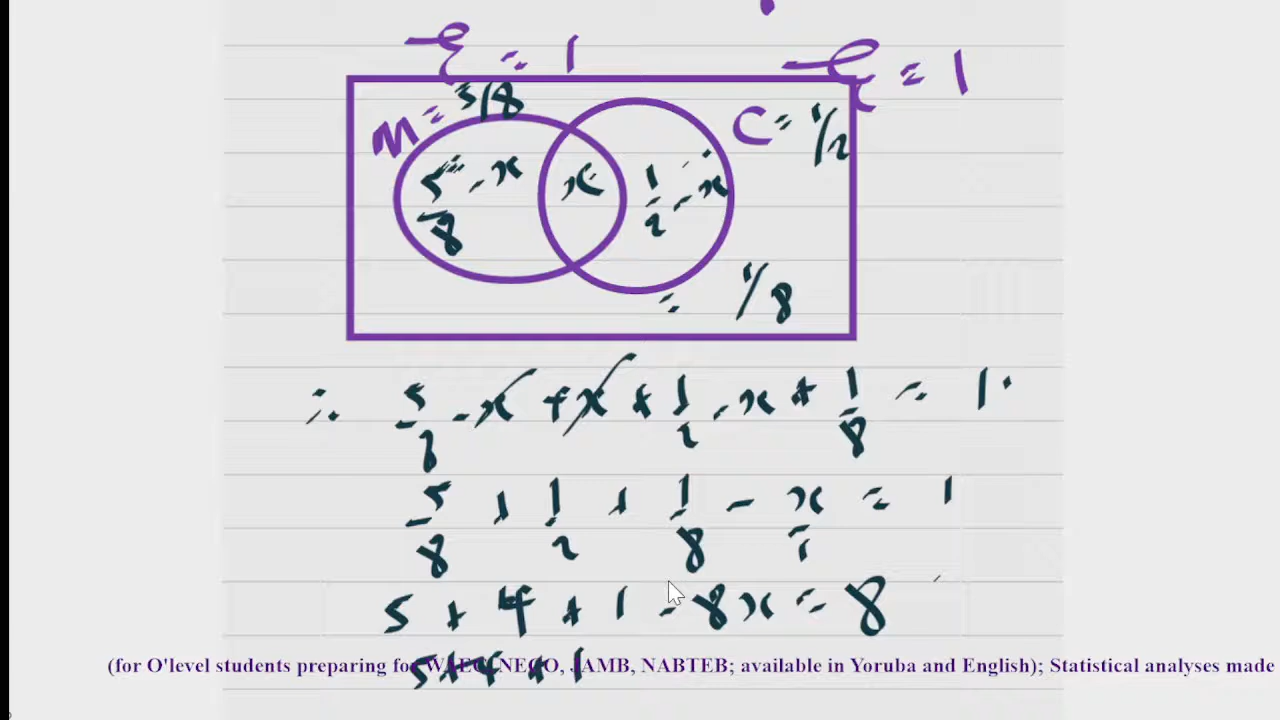 ξ = 1
ξ = 1
M = 5/8
C = 1/2
5/8 - x
x
1/2 - x
= 1/8
∴ 5/8 - x + x + 1/2 - x + 1/8 = 1.
5/8 + 1/2 + 1/8 - x/1 = 1
5 + 4 + 1 - 8x = 8
5 + 4 + 1
(for O'level students preparing for WAEC, NECO, JAMB, NABTEB; available in Yoruba and English); Statistical analyses made